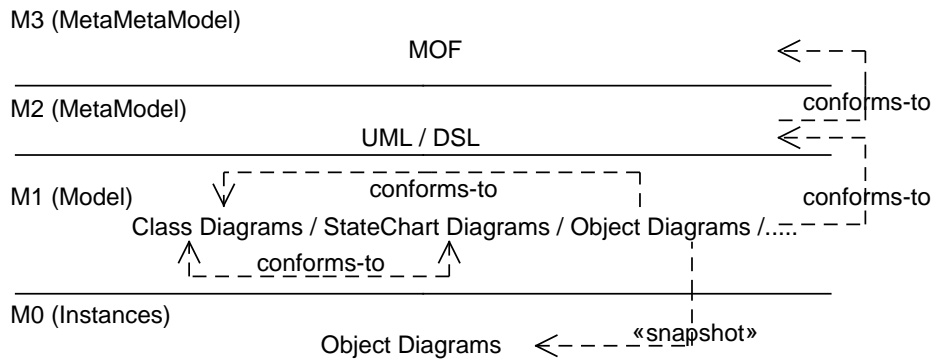 M3 (MetaMetaModel)
MOF
M2 (MetaModel)
conforms-to
UML / DSL
M1 (Model)
conforms-to
conforms-to
Class Diagrams / StateChart Diagrams / Object Diagrams /.....
conforms-to
M0 (Instances)
«snapshot»
Object Diagrams